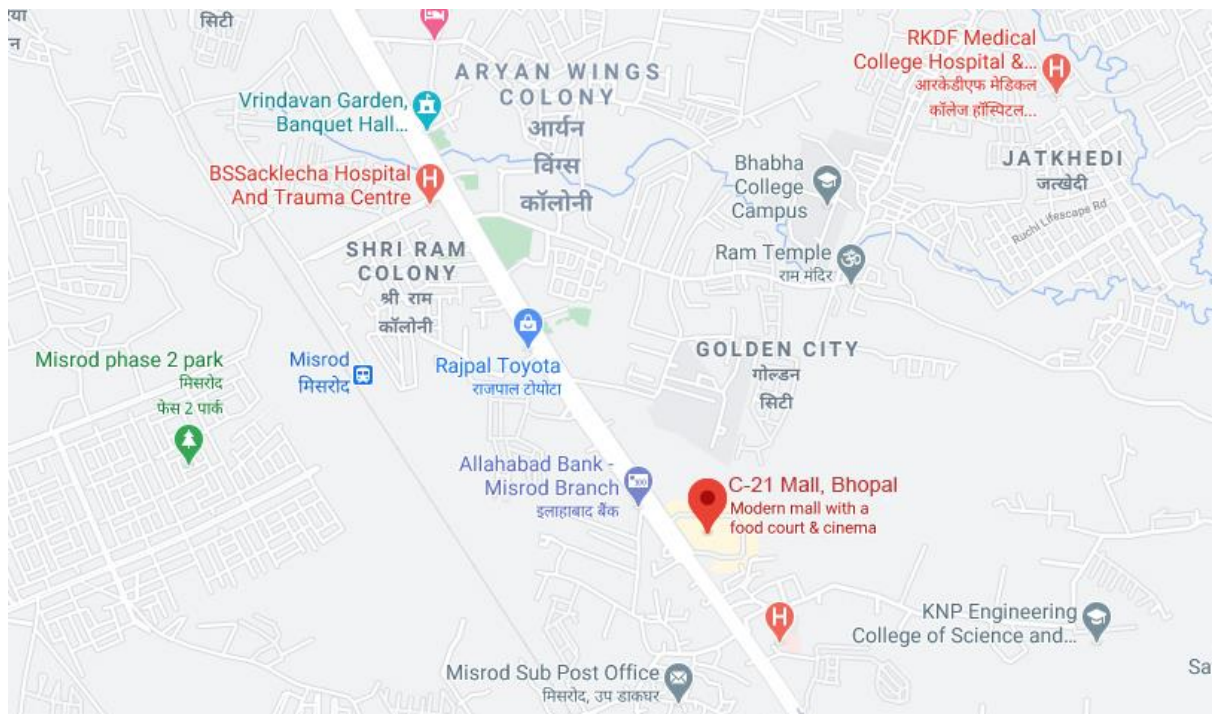 रिया
न
सिटी
ARYAN WINGS
COLONY
आर्यन
विंग्स
कॉलोनी
RKDF Medical
College Hospital &...
आरकेडीएफ मेडिकल
कॉलेज हॉस्पिटल...
H
Vrindavan Garden,
Banquet Hall...
BSSacklecha Hospital
And Trauma Centre
H
Bhabha
College
Campus
JATKHEDI
जत्खेदी
Ruchi Lifescape Rd
SHRI RAM
COLONY
श्री राम
कॉलोनी
Ram Temple
राम मंदिर
ॐ
Misrod phase 2 park
मिसरोद
फेस 2 पार्क
Misrod
मिसरोद
Rajpal Toyota
राजपाल टोयोटा
GOLDEN CITY
गोल्डन
सिटी
Allahabad Bank -
Misrod Branch
इलाहाबाद बैंक
C-21 Mall, Bhopal
Modern mall with a
food court & cinema
H
KNP Engineering
College of Science and...
Misrod Sub Post Office
मिसरोद, उप डाकघर
Sa